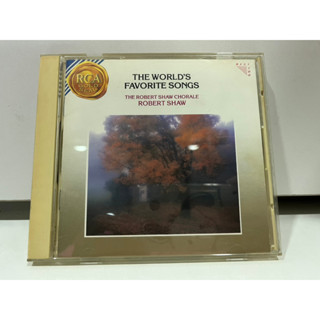 RCA
THE WORLD'S
FAVORITE SONGS
THE ROBERT SHAW CHORALE
ROBERT SHAW